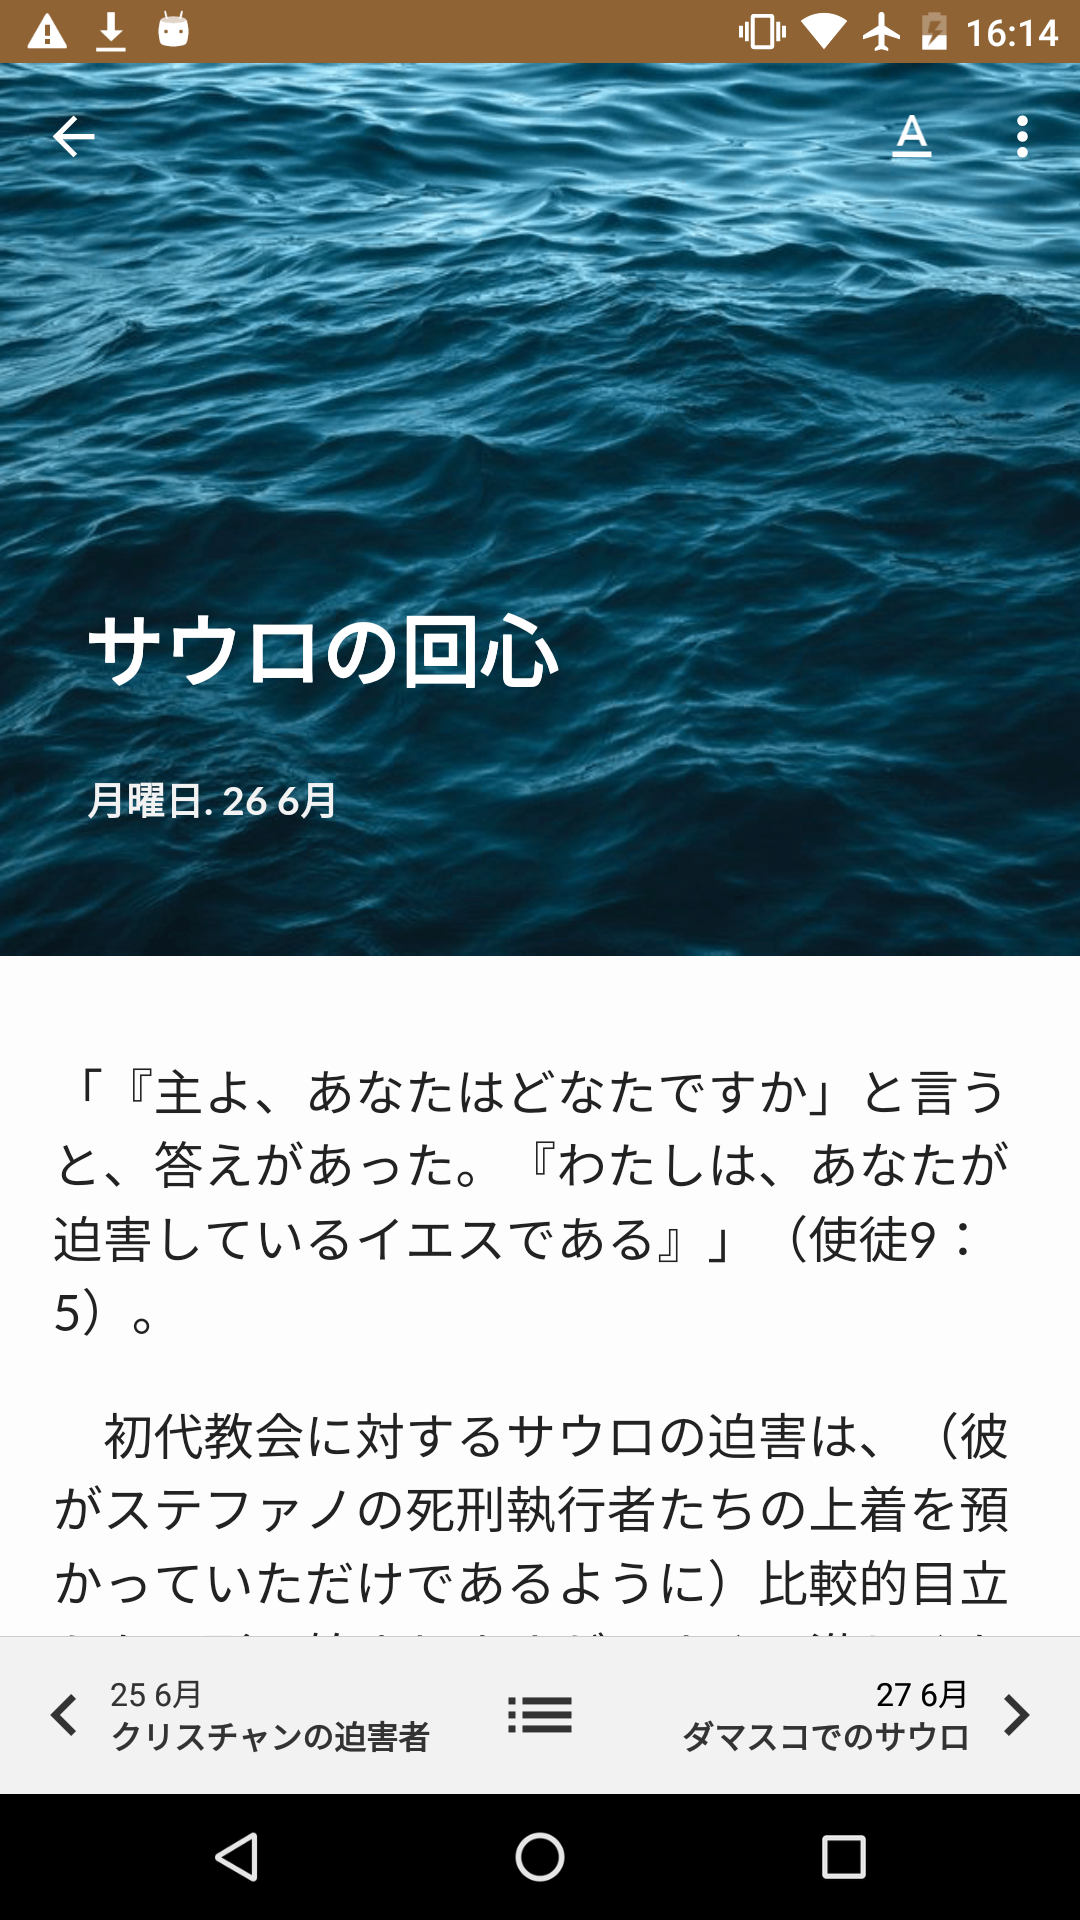 16:14
A
サウロの回心
月曜日. 26 6月
「『主よ、あなたはどなたですか」と言う
と、答えがあった。『わたしは、あなたが
迫害しているイエスである』」（使徒9：
5）。
初代教会に対するサウロの迫害は、（彼
がステファノの死刑執行者たちの上着を預
かっていただけであるように）比較的目立
25 6月
クリスチャンの迫害者
27 6月
ダマスコでのサウロ